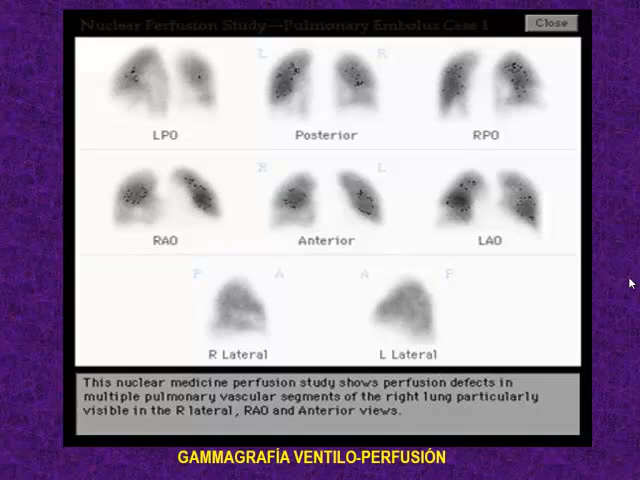 Nuclear Perfusion Study—Pulmonary Embolus Case 1
Close
L R
LPO Posterior RPO
R L
RAO Anterior LAO
P A A P
R Lateral L Lateral
This nuclear medicine perfusion study shows perfusion defects in
multiple pulmonary vascular segments of the right lung particularly
visible in the R lateral, RAO and Anterior views.
GAMMAGRAFÍA VENTILO-PERFUSIÓN